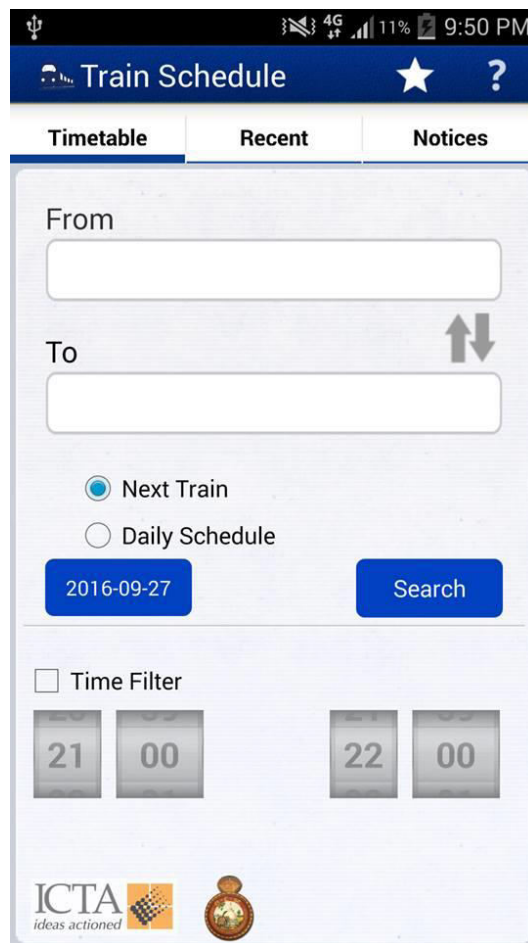 4G 11% 9:50 PM
Train Schedule ?
Timetable Recent Notices
From
To
Next Train
Daily Schedule
2016-09-27 Search
Time Filter
21 00 22 00
ICTA
ideas actioned